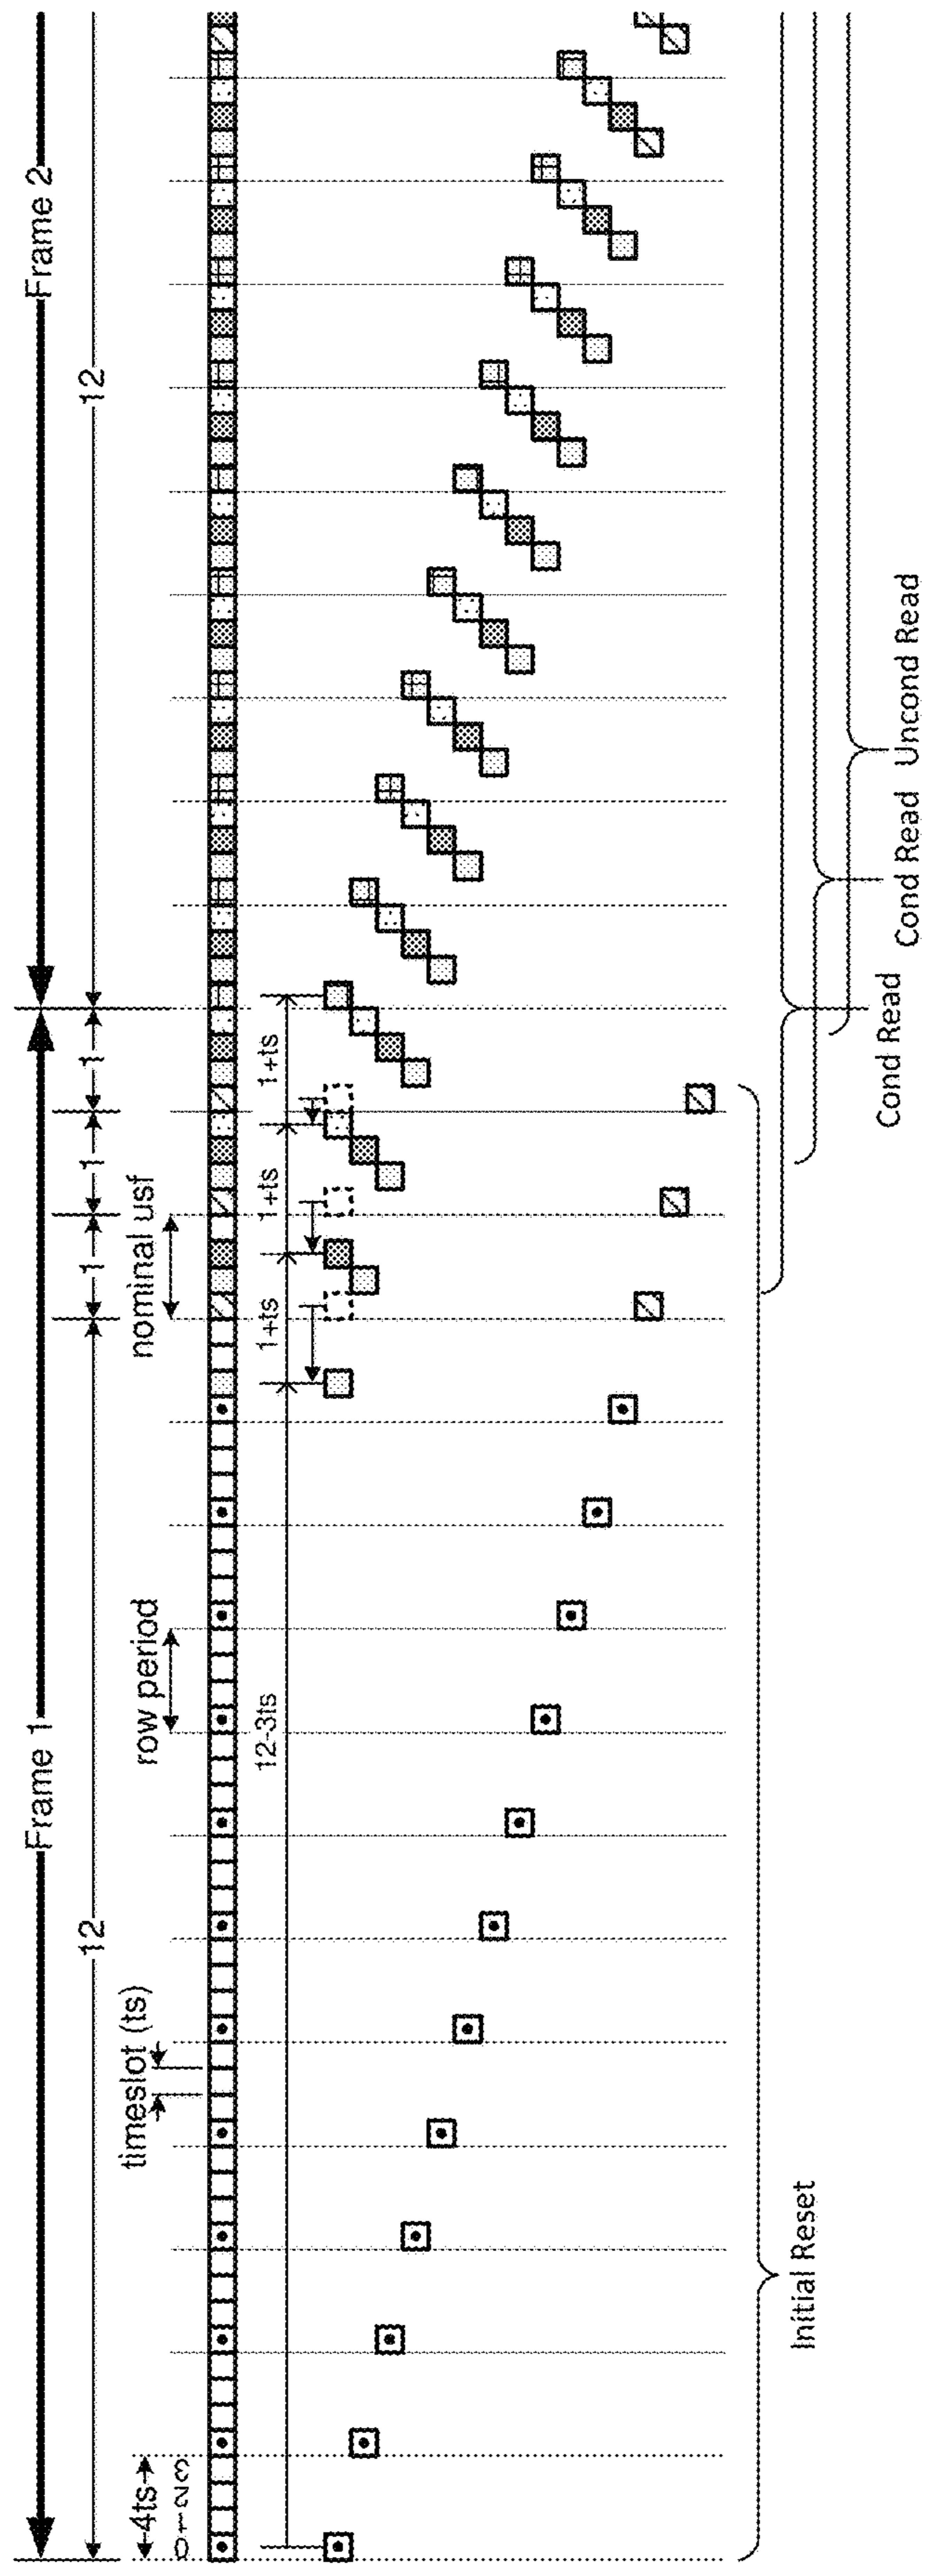 Frame 1
Frame 2
12
1
1
1
12
timeslot (ts)
row period
nominal usf
4ts
0 1 2 3
12-3ts
1+ts
1+ts
1+ts
Initial Reset
Cond Read
Cond Read
Uncond Read